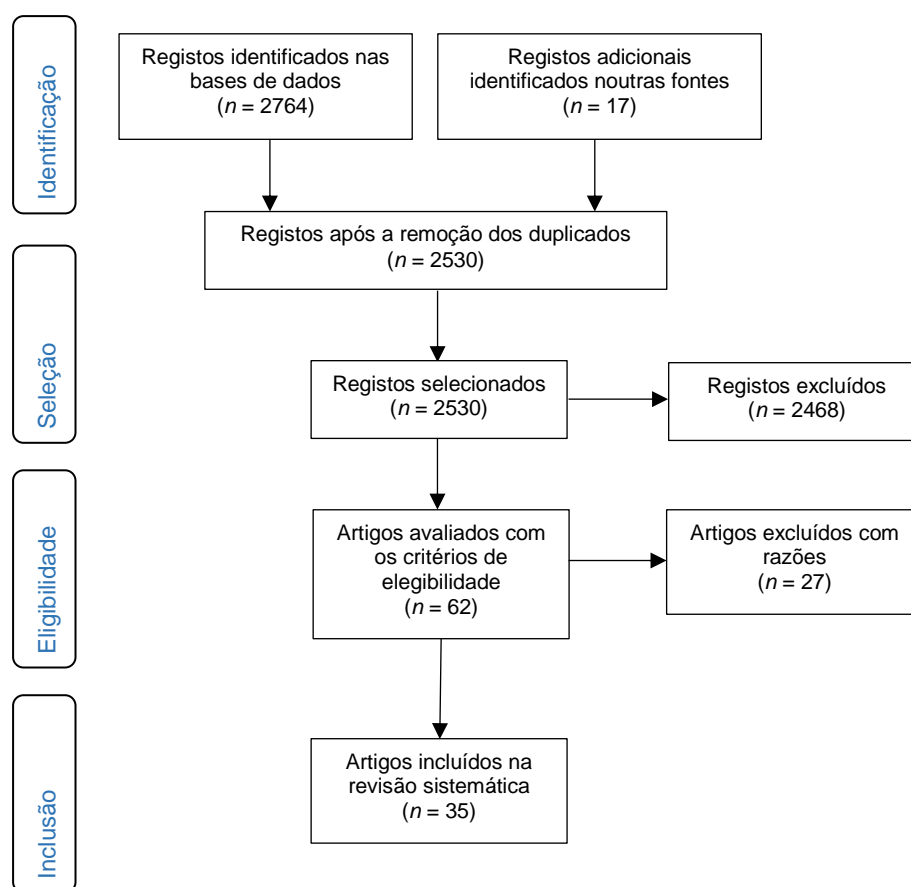 Identificação
Registos identificados nas
bases de dados
(n = 2764)
Registos adicionais
identificados noutras fontes
(n = 17)
Registos após a remoção dos duplicados
(n = 2530)
Seleção
Registos selecionados
(n = 2530)
Registos excluídos
(n = 2468)
Eligibilidade
Artigos avaliados com
os critérios de
elegibilidade
(n = 62)
Artigos excluídos com
razões
(n = 27)
Inclusão
Artigos incluídos na
revisão sistemática
(n = 35)